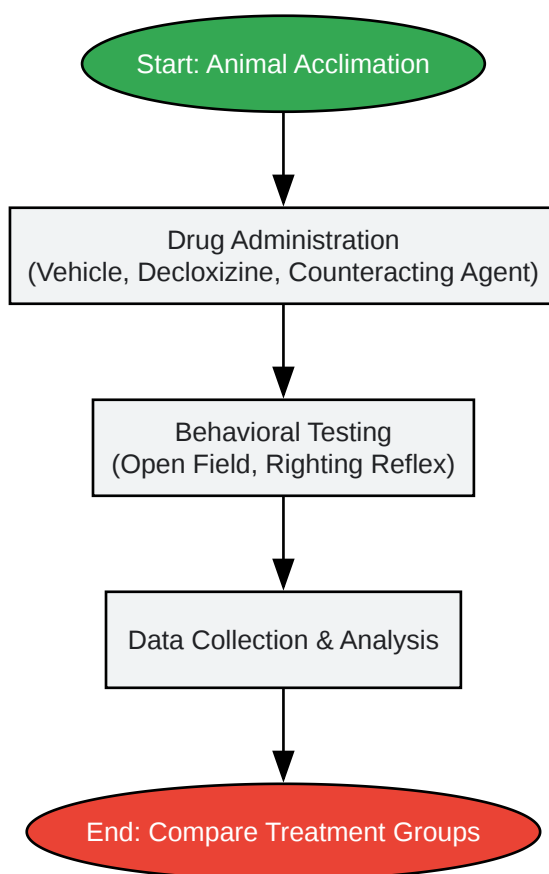 Start: Animal Acclimation
Drug Administration
(Vehicle, Decloxizine, Counteracting Agent)
Behavioral Testing
(Open Field, Righting Reflex)
Data Collection & Analysis
End: Compare Treatment Groups